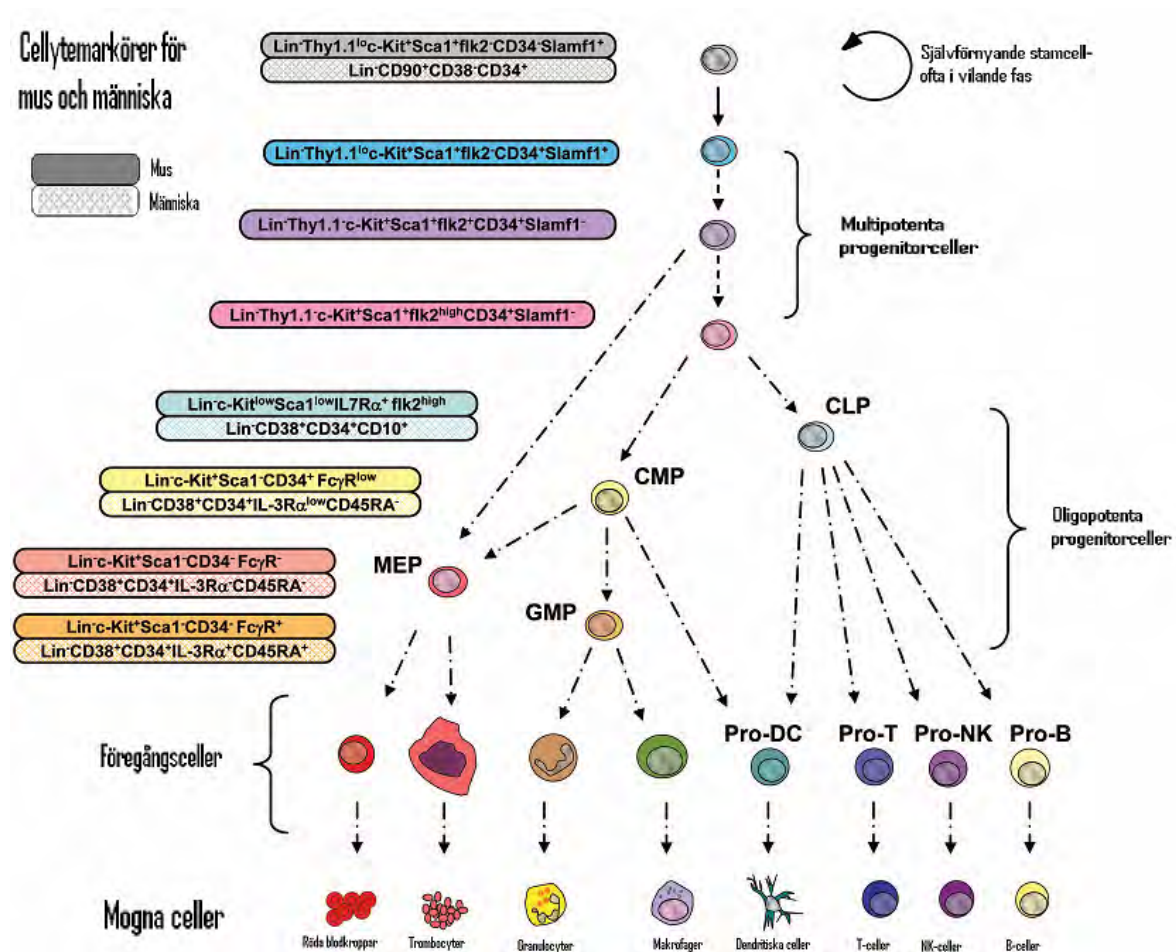 Cellytemarkörer för
mus och människa
Mus
Människa
Lin⁻Thy1.1ˡᵒc-Kit⁺Sca1⁺flk2⁻CD34⁻Slamf1⁺
Lin⁻CD90⁺CD38⁻CD34⁺
Självförnyande stamcell-
ofta i vilande fas
Lin⁻Thy1.1ˡᵒc-Kit⁺Sca1⁺flk2⁻CD34⁺Slamf1⁺
Lin⁻Thy1.1⁻c-Kit⁺Sca1⁺flk2⁺CD34⁺Slamf1⁻
Multipotenta
progenitorceller
Lin⁻Thy1.1⁻c-Kit⁺Sca1⁺flk2ʰⁱᵍʰCD34⁺Slamf1⁻
Lin⁻c-KitˡᵒʷSca1ˡᵒʷIL7Rα⁺ flk2ʰⁱᵍʰ
Lin⁻CD38⁺CD34⁺CD10⁺
CLP
Lin⁻c-Kit⁺Sca1⁻CD34⁺ FcγRˡᵒʷ
Lin⁻CD38⁺CD34⁺IL-3RαˡᵒʷCD45RA⁻
CMP
Oligopotenta
progenitorceller
Lin⁻c-Kit⁺Sca1⁻CD34⁻ FcγR⁻
Lin⁻CD38⁺CD34⁺IL-3Rα⁻CD45RA⁻
MEP
Lin⁻c-Kit⁺Sca1⁻CD34⁻ FcγR⁺
Lin⁻CD38⁺CD34⁺IL-3Rα⁺CD45RA⁺
GMP
Föregångsceller
Pro-DC Pro-T Pro-NK Pro-B
Mogna celler
Röda blodkroppar Trombocyter Granulocyter Makrofager Dendritiska celler T-celler NK-celler B-celler